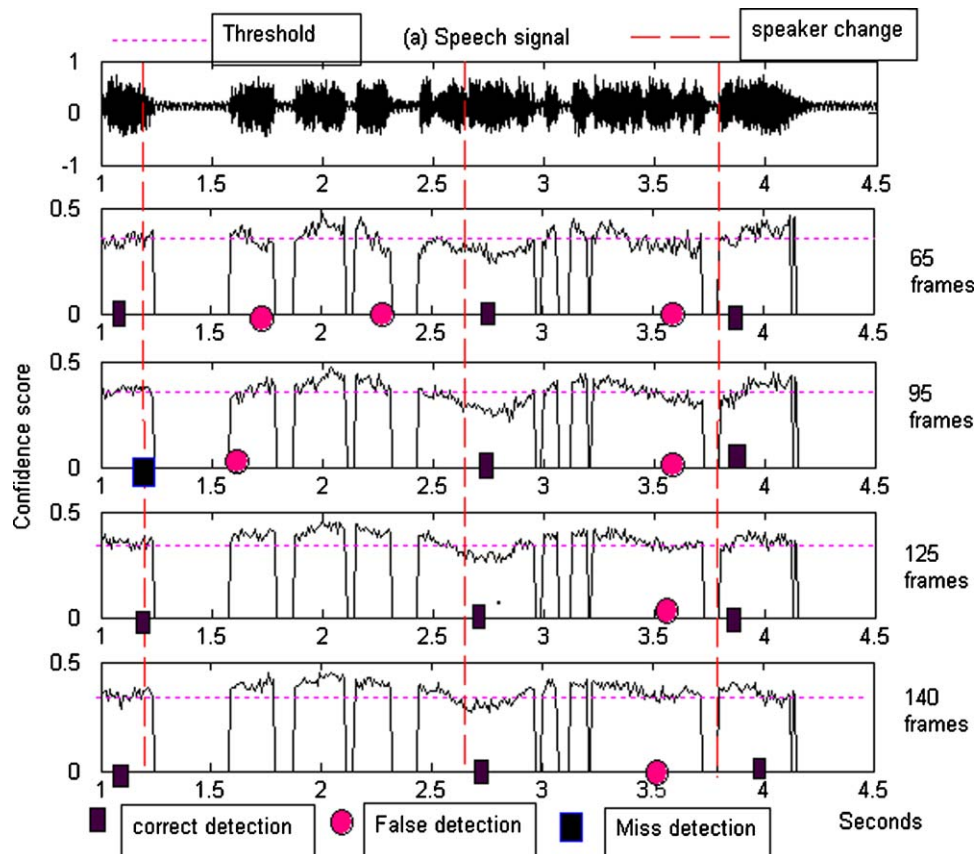 Threshold (a) Speech signal speaker change
1
0
-1
1 1.5 2 2.5 3 3.5 4 4.5
0.5
0
1 1.5 2 2.5 3 3.5 4 4.5
65
frames
0.5
0
1 1.5 2 2.5 3 3.5 4 4.5
95
frames
Confidence score
0.5
0
1 1.5 2 2.5 3 3.5 4 4.5
125
frames
0.5
0
1 1.5 2 2.5 3 3.5 4 4.5
140
frames
correct detection False detection Miss detection Seconds